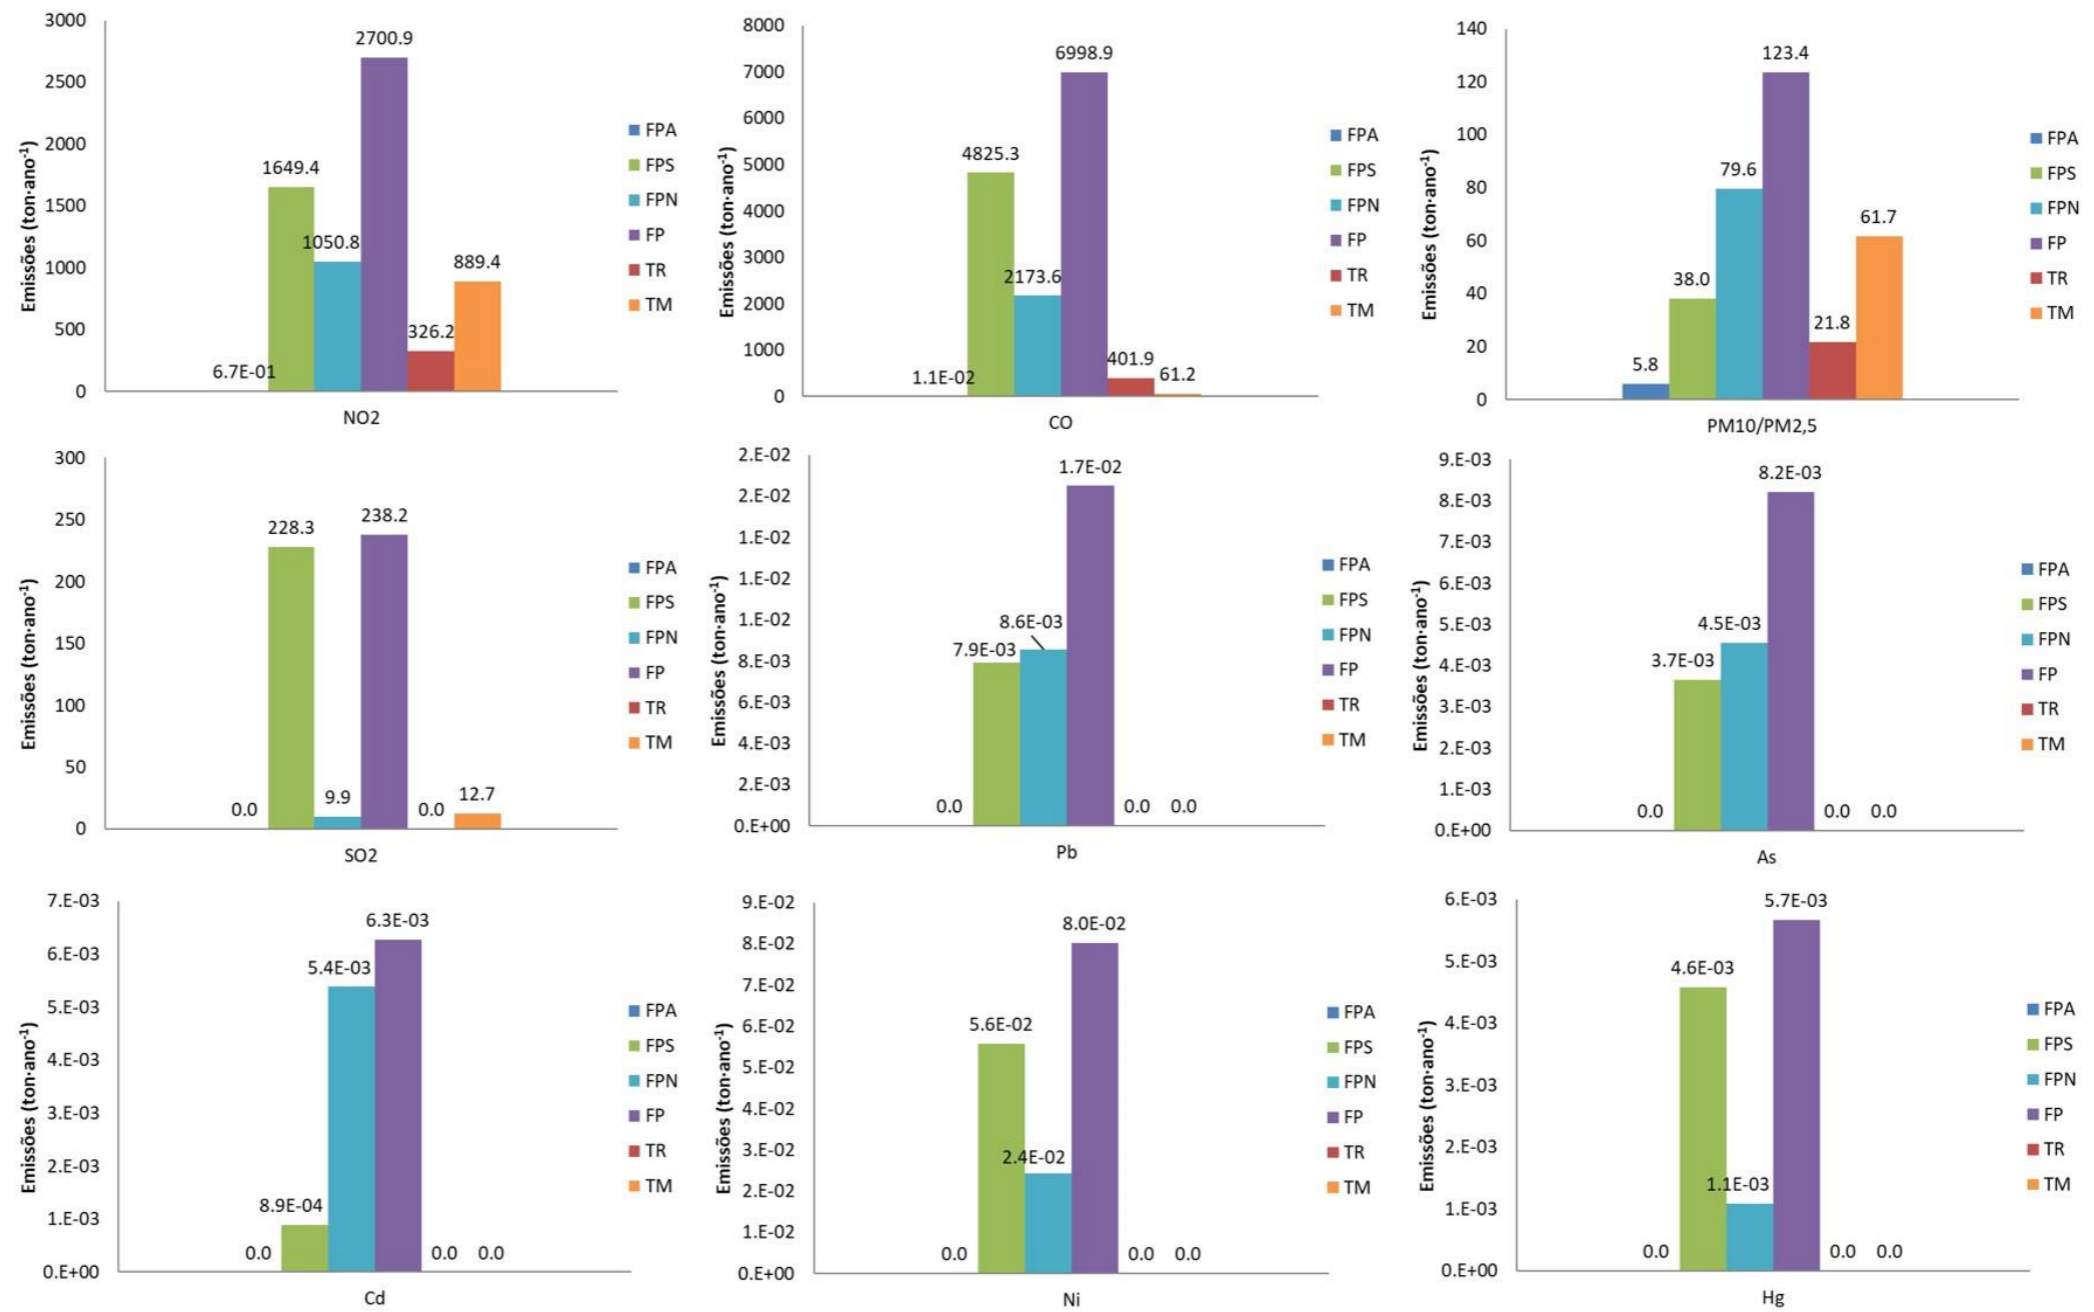 3000
2500
2000
1500
1000
500
0
Emissões (ton·ano⁻¹)
6.7E-01
1649.4
1050.8
2700.9
326.2
889.4
NO2
FPA
FPS
FPN
FP
TR
TM
8000
7000
6000
5000
4000
3000
2000
1000
0
Emissões (ton·ano⁻¹)
1.1E-02
4825.3
2173.6
6998.9
401.9
61.2
CO
FPA
FPS
FPN
FP
TR
TM
140
120
100
80
60
40
20
0
Emissões (ton·ano⁻¹)
5.8
38.0
79.6
123.4
21.8
61.7
PM10/PM2,5
FPA
FPS
FPN
FP
TR
TM
300
250
200
150
100
50
0
Emissões (ton·ano⁻¹)
0.0
228.3
9.9
238.2
0.0
12.7
SO2
FPA
FPS
FPN
FP
TR
TM
2.E-02
2.E-02
1.E-02
1.E-02
1.E-02
8.E-03
6.E-03
4.E-03
2.E-03
0.E+00
Emissões (ton·ano⁻¹)
0.0
7.9E-03
8.6E-03
1.7E-02
0.0
0.0
Pb
FPA
FPS
FPN
FP
TR
TM
9.E-03
8.E-03
7.E-03
6.E-03
5.E-03
4.E-03
3.E-03
2.E-03
1.E-03
0.E+00
Emissões (ton·ano⁻¹)
0.0
3.7E-03
4.5E-03
8.2E-03
0.0
0.0
As
FPA
FPS
FPN
FP
TR
TM
7.E-03
6.E-03
5.E-03
4.E-03
3.E-03
2.E-03
1.E-03
0.E+00
Emissões (ton·ano⁻¹)
0.0
8.9E-04
5.4E-03
6.3E-03
0.0
0.0
Cd
FPA
FPS
FPN
FP
TR
TM
9.E-02
8.E-02
7.E-02
6.E-02
5.E-02
4.E-02
3.E-02
2.E-02
1.E-02
0.E+00
Emissões (ton·ano⁻¹)
0.0
5.6E-02
2.4E-02
8.0E-02
0.0
0.0
Ni
FPA
FPS
FPN
FP
TR
TM
6.E-03
5.E-03
4.E-03
3.E-03
2.E-03
1.E-03
0.E+00
Emissões (ton·ano⁻¹)
0.0
4.6E-03
1.1E-03
5.7E-03
0.0
0.0
Hg
FPA
FPS
FPN
FP
TR
TM